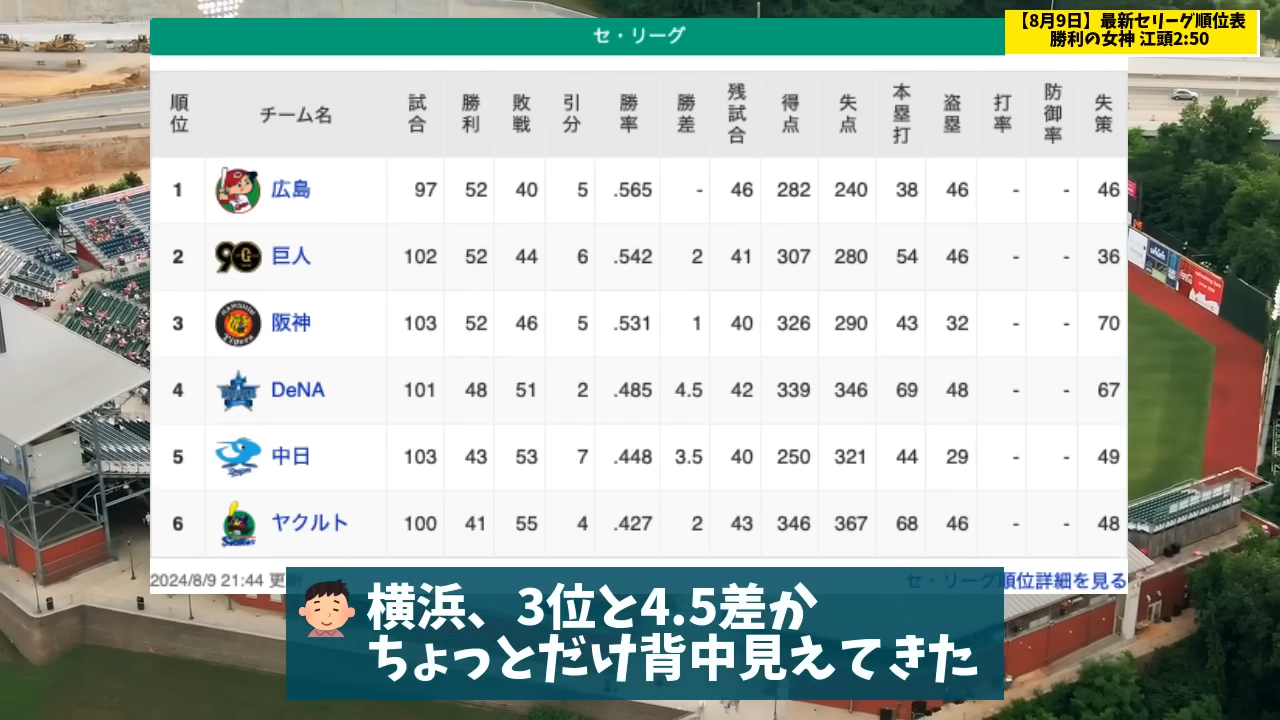 【8月9日】最新セリーグ順位表
勝利の女神 江頭2:50
セ・リーグ
順位 チーム名 試合 勝利 敗戦 引分 勝率 勝差 残試合 得点 失点 本塁打 盗塁 打率 防御率 失策
1 広島 97 52 40 5 .565 - 46 282 240 38 46 - - 46
2 巨人 102 52 44 6 .542 2 41 307 280 54 46 - - 36
3 阪神 103 52 46 5 .531 1 40 326 290 43 32 - - 70
4 DeNA 101 48 51 2 .485 4.5 42 339 346 69 48 - - 67
5 中日 103 43 53 7 .448 3.5 40 250 321 44 29 - - 49
6 ヤクルト 100 41 55 4 .427 2 43 346 367 68 46 - - 48
2024/8/9 21:44 更新
セ・リーグ順位詳細を見る
横浜、3位と4.5差か
ちょっとだけ背中見えてきた